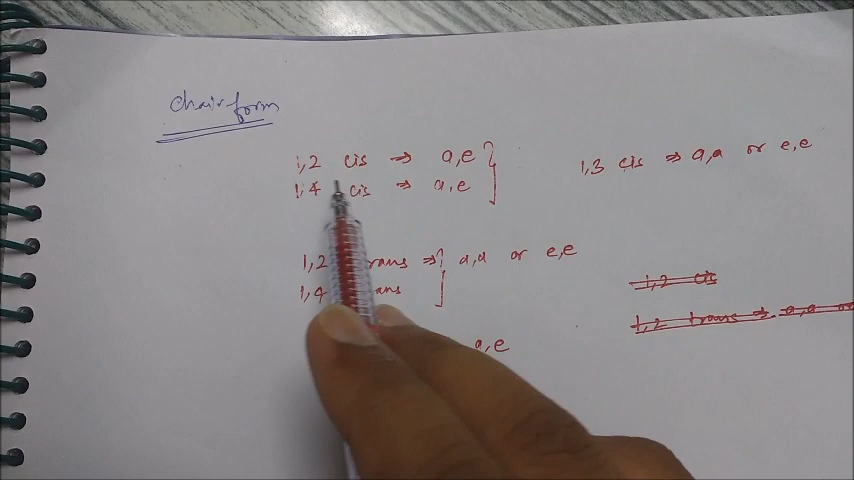 chair form
1,2 cis ⇒ a,e }
1,4 cis ⇒ a,e
1,3 cis ⇒ a,a or e,e
1,2 trans ⇒ } a,a or e,e
1,4
a,e
1,2 cis
1,2 trans ⇒ a,a or